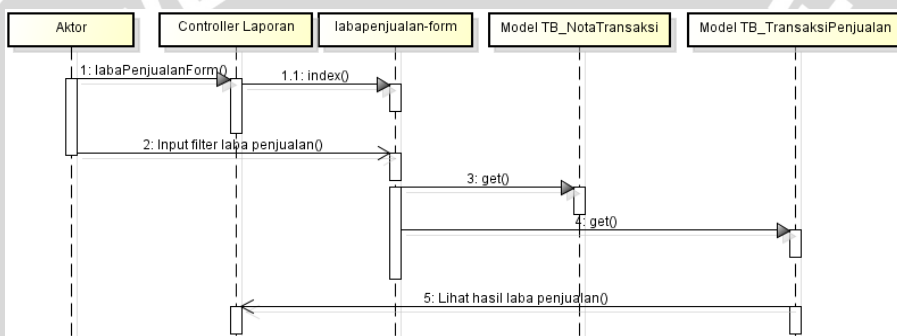 Aktor
Controller Laporan
labapenjualan-form
Model TB_NotaTransaksi
Model TB_TransaksiPenjualan
1: labaPenjualanForm()
1.1: index()
2: Input filter laba penjualan()
3: get()
4: get()
5: Lihat hasil laba penjualan()